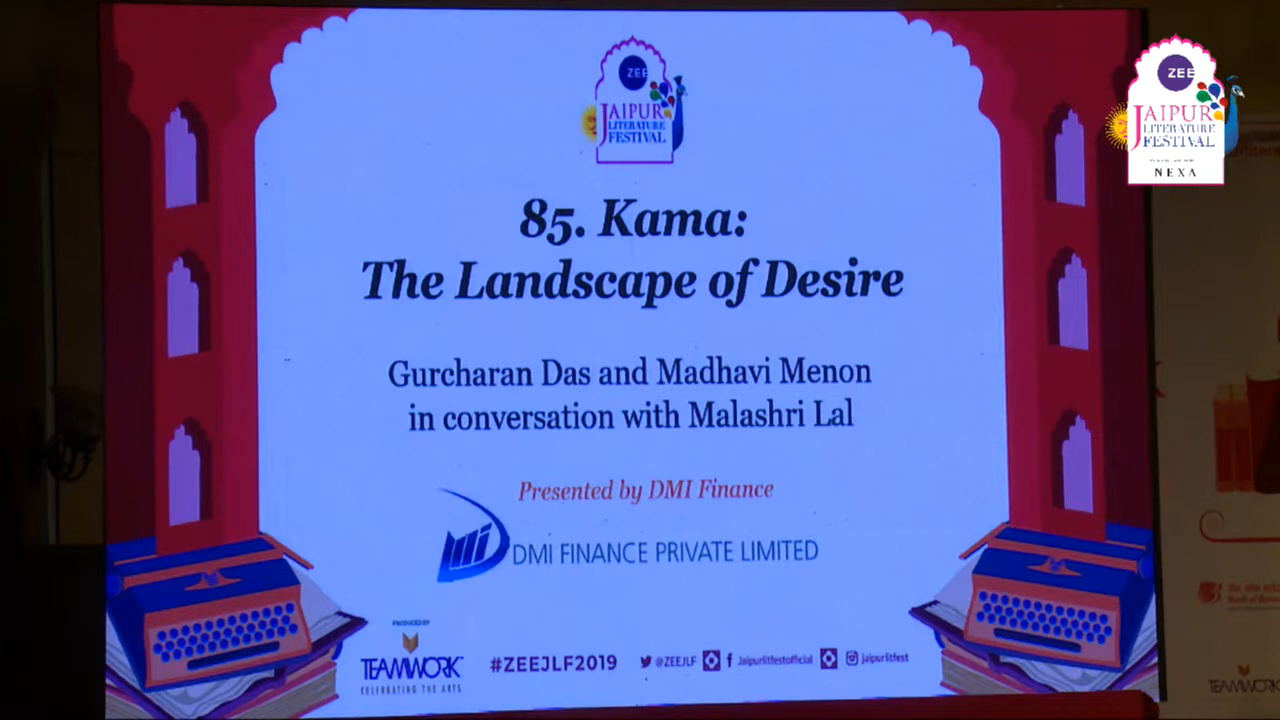 ZEE
JAIPUR
LITERATURE
FESTIVAL
85. Kama:
The Landscape of Desire
Gurcharan Das and Madhavi Menon
in conversation with Malashri Lal
Presented by DMI Finance
DMI FINANCE PRIVATE LIMITED
PRODUCED BY
TEAMWORK
CELEBRATING THE ARTS
#ZEEJLF2019
@ZEEJLF
Jaipurlitfestofficial
jaipurlitfest
ZEE
JAIPUR
LITERATURE
FESTIVAL
NEXA
TEAMWORK